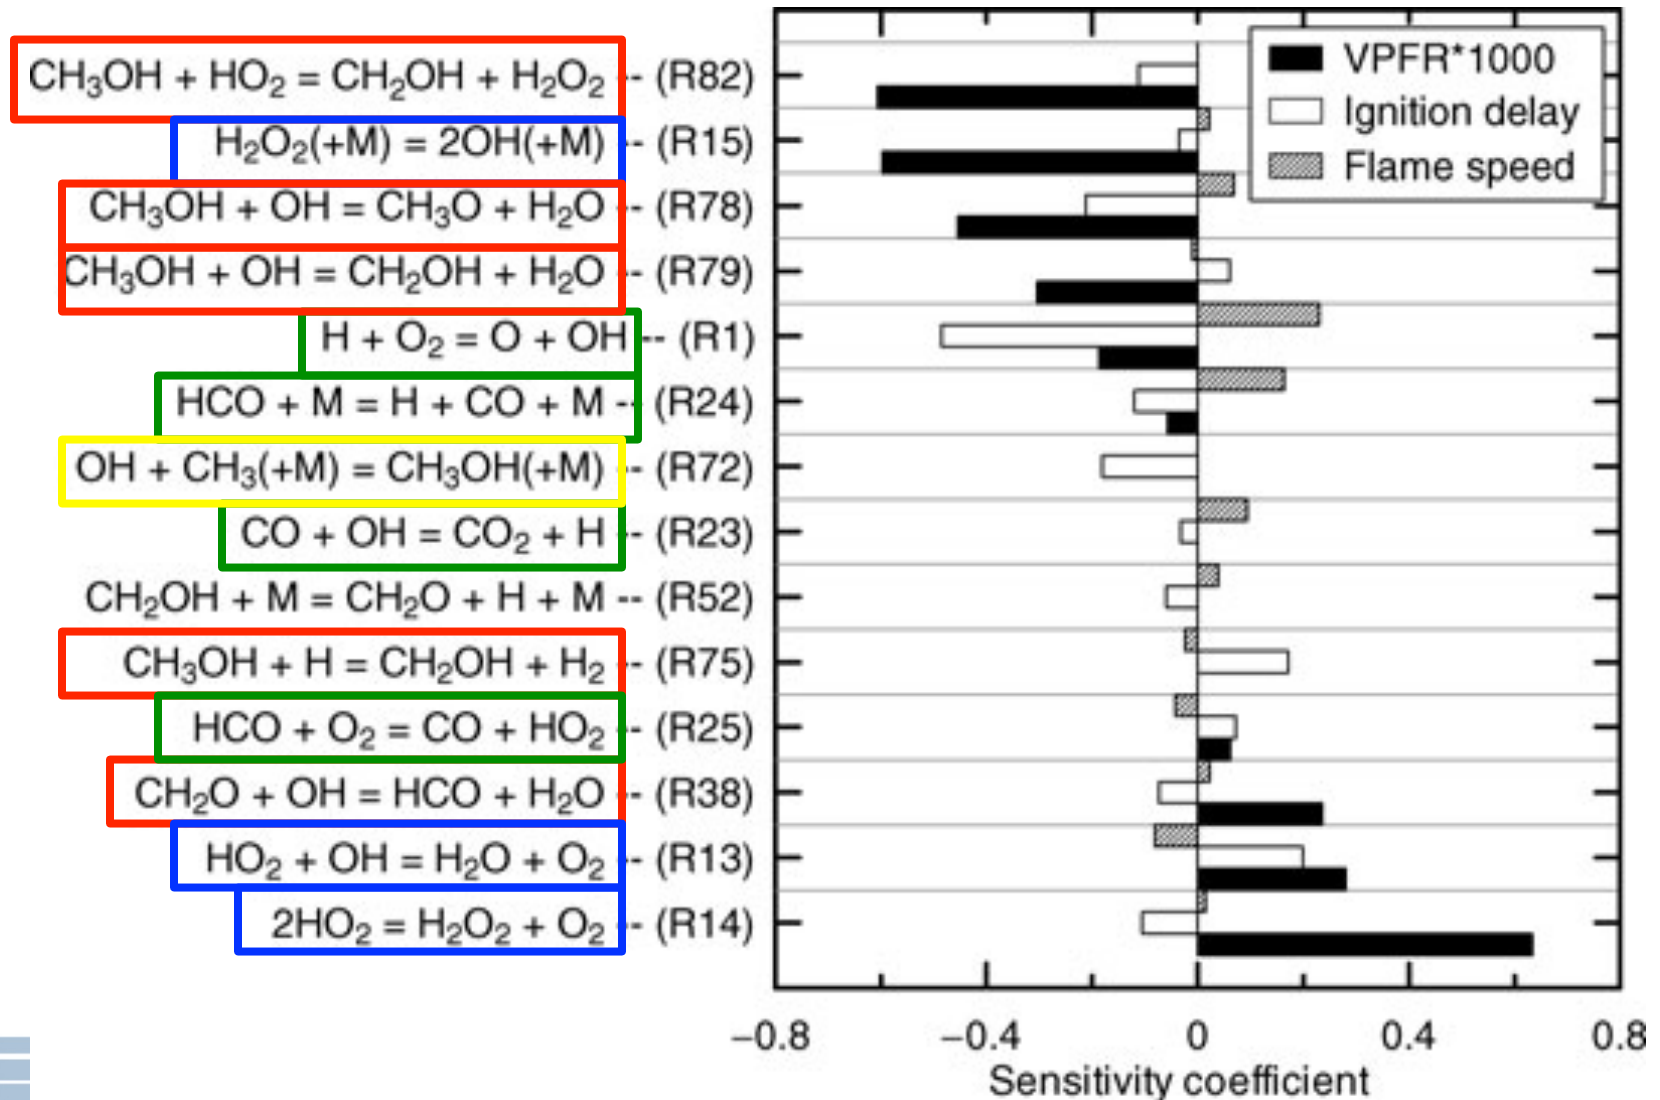 CH₃OH + HO₂ = CH₂OH + H₂O₂ -- (R82)
H₂O₂(+M) = 2OH(+M) -- (R15)
CH₃OH + OH = CH₃O + H₂O -- (R78)
CH₃OH + OH = CH₂OH + H₂O -- (R79)
H + O₂ = O + OH -- (R1)
HCO + M = H + CO + M -- (R24)
OH + CH₃(+M) = CH₃OH(+M) -- (R72)
CO + OH = CO₂ + H -- (R23)
CH₂OH + M = CH₂O + H + M -- (R52)
CH₃OH + H = CH₂OH + H₂ -- (R75)
HCO + O₂ = CO + HO₂ -- (R25)
CH₂O + OH = HCO + H₂O -- (R38)
HO₂ + OH = H₂O + O₂ -- (R13)
2HO₂ = H₂O₂ + O₂ -- (R14)
VPFR*1000
Ignition delay
Flame speed
−0.8 −0.4 0 0.4 0.8
Sensitivity coefficient